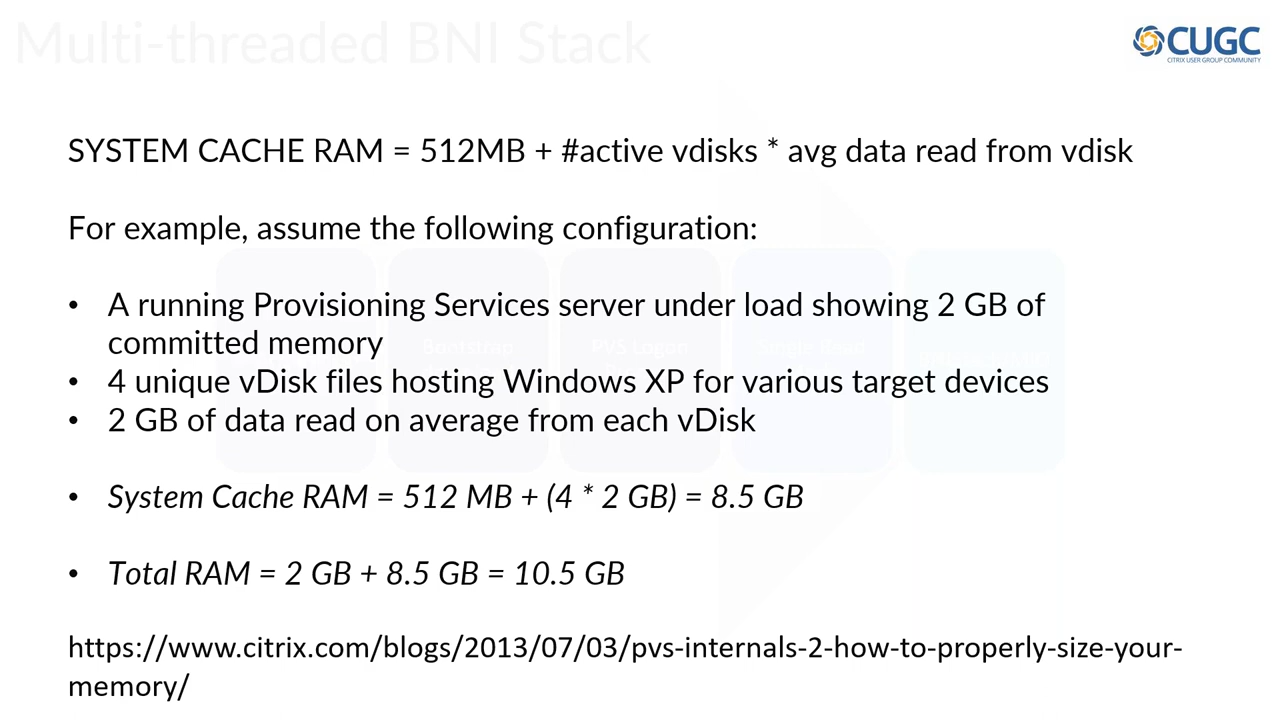 Multi-threaded BNI Stack
CUGC
CITRIX USER GROUP COMMUNITY
SYSTEM CACHE RAM = 512MB + #active vdisks * avg data read from vdisk
For example, assume the following configuration:
• A running Provisioning Services server under load showing 2 GB of
committed memory
Bootstrap PVS Logon Single Read
• 4 unique vDisk files hosting Windows XP for various target devices
• 2 GB of data read on average from each vDisk
• System Cache RAM = 512 MB + (4 * 2 GB) = 8.5 GB
• Total RAM = 2 GB + 8.5 GB = 10.5 GB
https://www.citrix.com/blogs/2013/07/03/pvs-internals-2-how-to-properly-size-your-
memory/